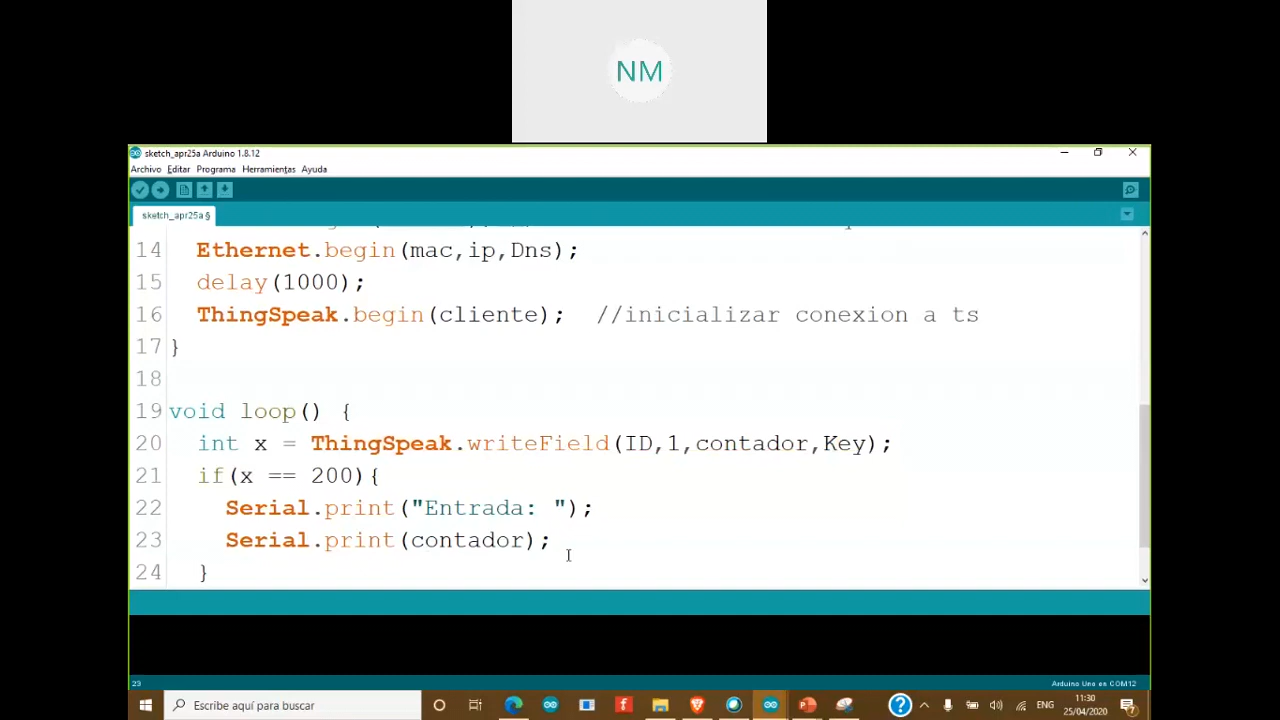 NM
sketch_apr25a Arduino 1.8.12
Archivo Editar Programa Herramientas Ayuda
sketch_apr25a §
14 Ethernet.begin(mac,ip,Dns);
15 delay(1000);
16 ThingSpeak.begin(cliente); //inicializar conexion a ts
17 }
18
19 void loop() {
20 int x = ThingSpeak.writeField(ID,1,contador,Key);
21 if(x == 200){
22 Serial.print("Entrada: ");
23 Serial.print(contador);
24 }
23
Arduino Uno en COM12
Escribe aquí para buscar
ENG
11:30
25/04/2020